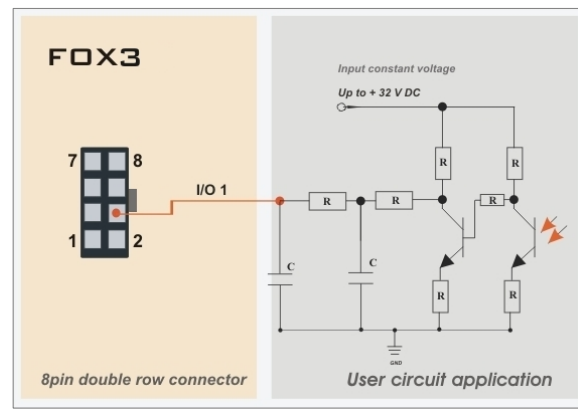 FOX3
Input constant voltage
Up to + 32 V DC
7 8
I/O 1
1 2
R
R
R
R
R
C
C
R
R
GND
8pin double row connector
User circuit application